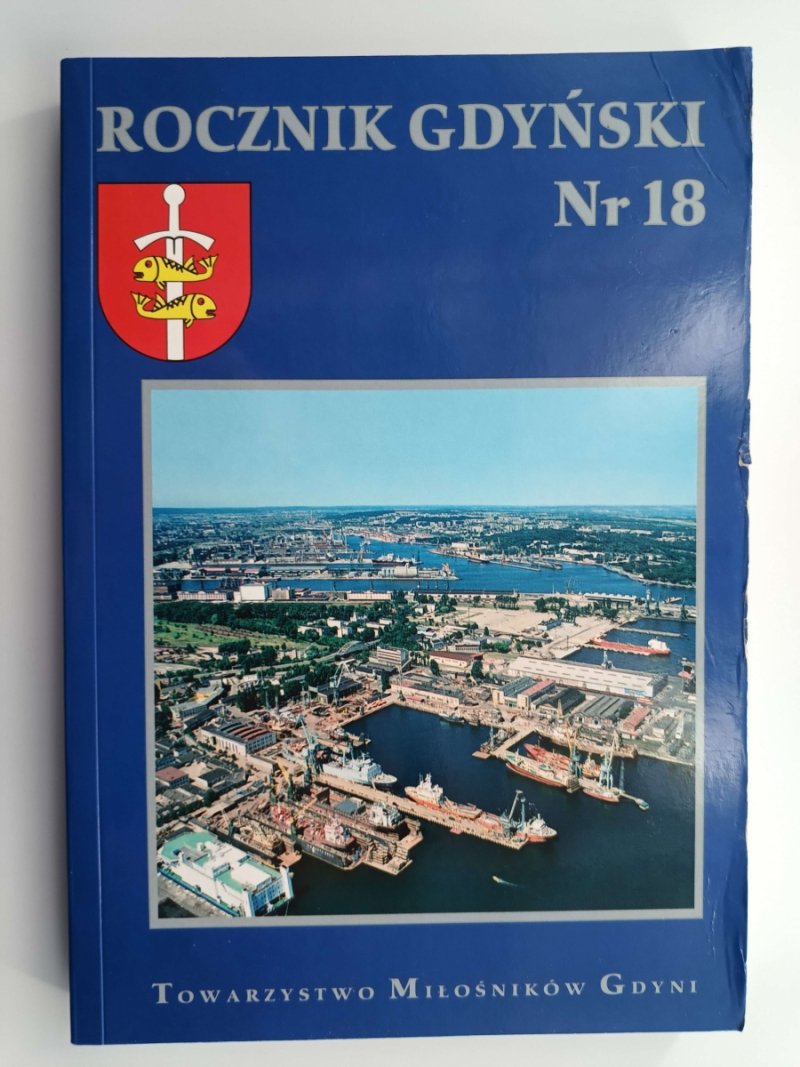 ROCZNIK GDYŃSKI
Nr 18
TOWARZYSTWO MIŁOŚNIKÓW GDYNI